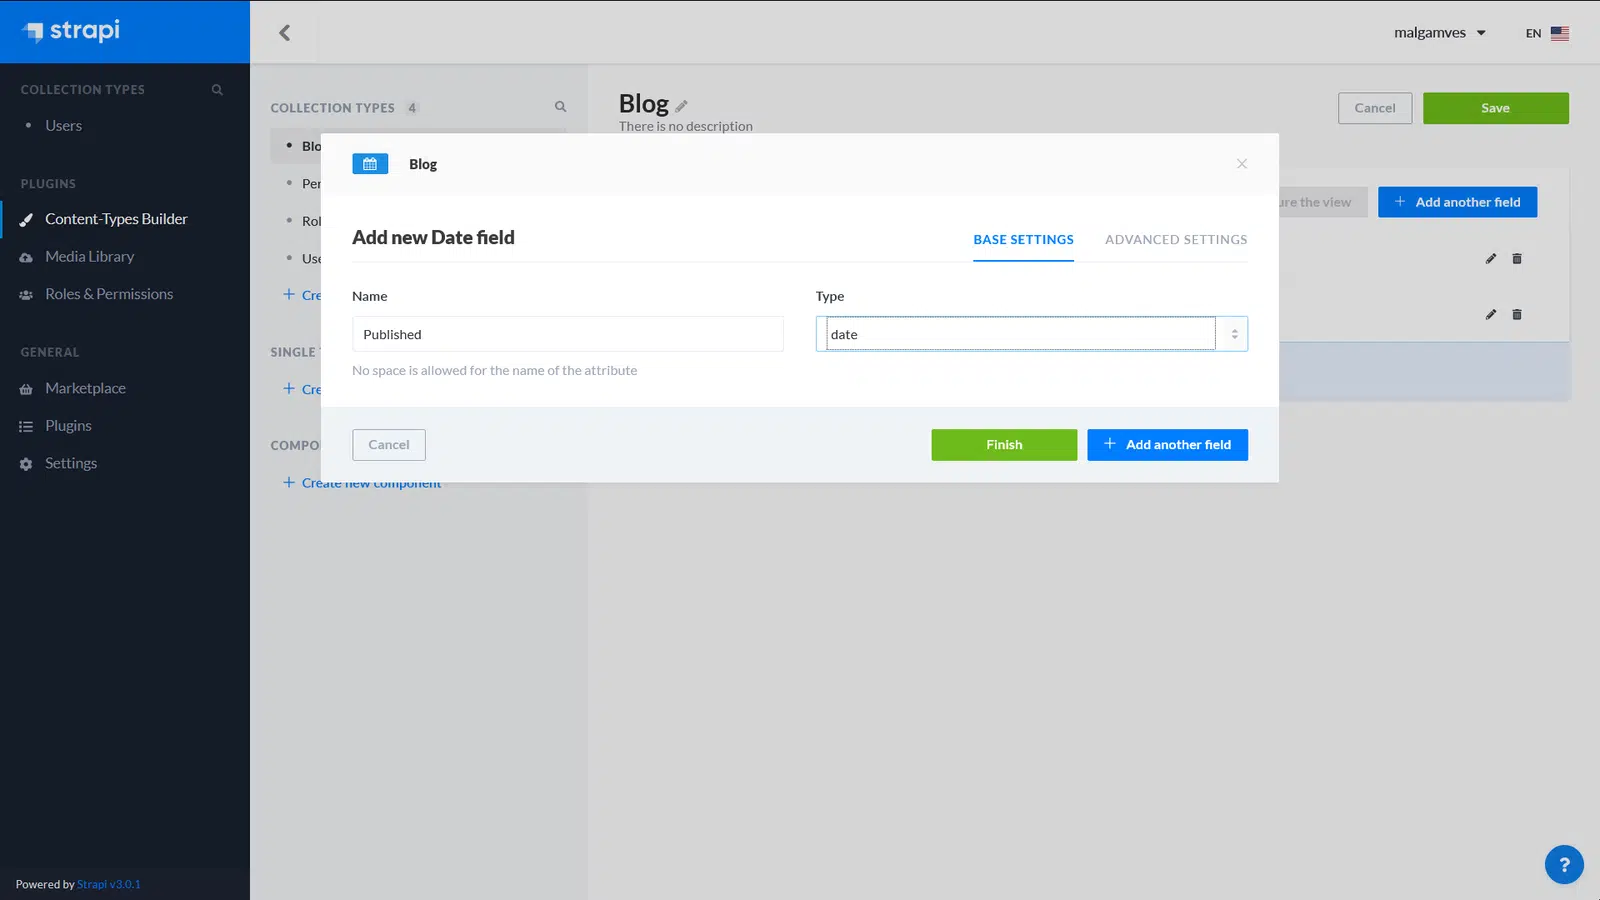 strapi
malgamves
EN
COLLECTION TYPES
Users
PLUGINS
Content-Types Builder
Media Library
Roles & Permissions
GENERAL
Marketplace
Plugins
Settings
Powered by Strapi v3.0.1
COLLECTION TYPES 4
Blo
Per
Rol
Use
Cre
SINGLE
Cre
COMPO
Create new component
Blog
There is no description
Cancel
Save
ure the view
Add another field
Blog
Add new Date field
BASE SETTINGS
ADVANCED SETTINGS
Name
Type
Published
date
No space is allowed for the name of the attribute
Cancel
Finish
Add another field
?